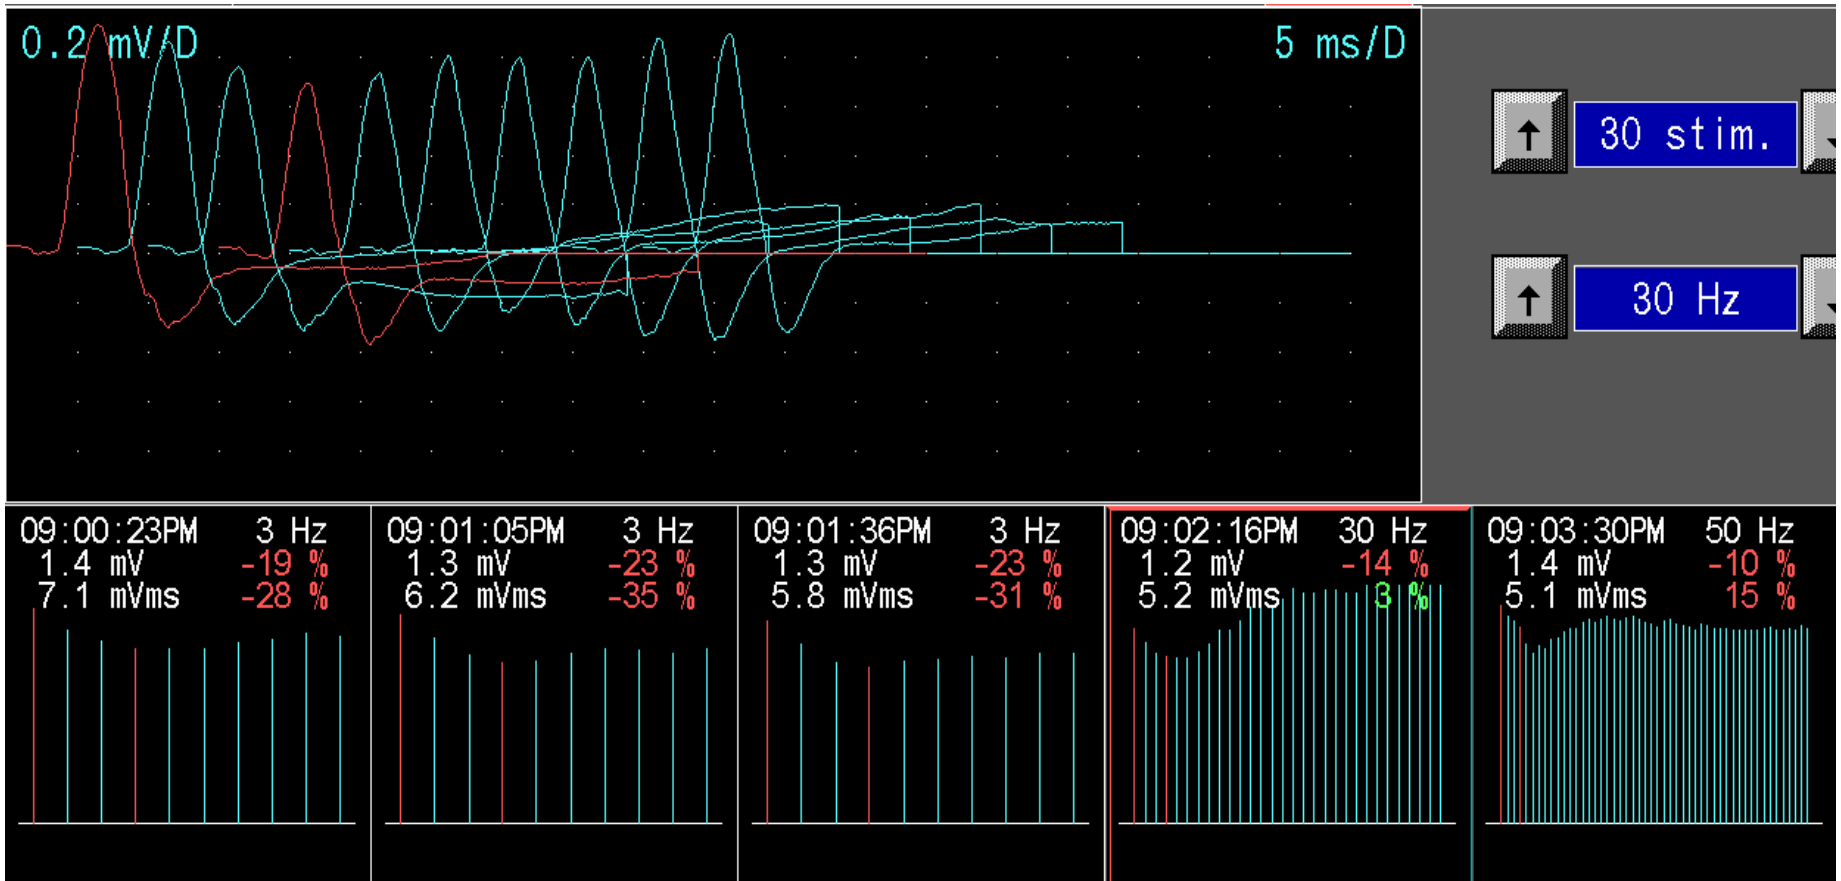 0.2 mV/D
5 ms/D
↑ 30 stim.
↑ 30 Hz
09:00:23PM 3 Hz
1.4 mV -19 %
7.1 mVms -28 %
09:01:05PM 3 Hz
1.3 mV -23 %
6.2 mVms -35 %
09:01:36PM 3 Hz
1.3 mV -23 %
5.8 mVms -31 %
09:02:16PM 30 Hz
1.2 mV -14 %
5.2 mVms 3 %
09:03:30PM 50 Hz
1.4 mV -10 %
5.1 mVms 15 %